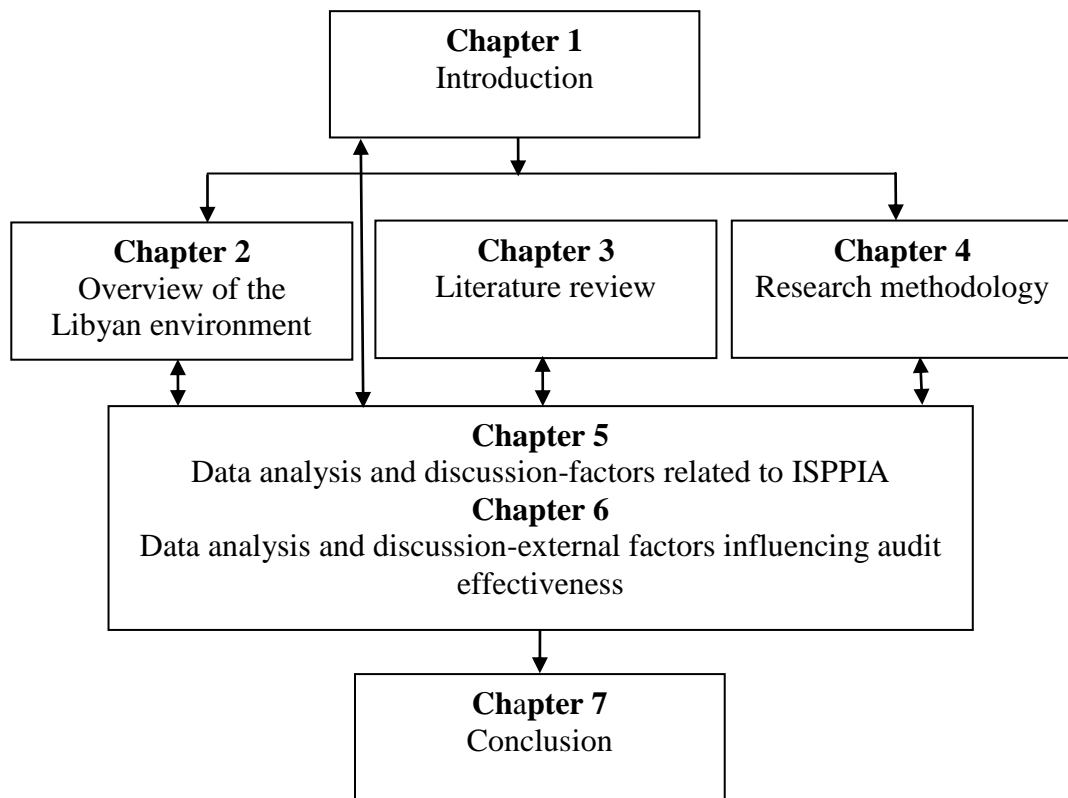 Chapter 1
Introduction
Chapter 2
Overview of the
Libyan environment
Chapter 3
Literature review
Chapter 4
Research methodology
Chapter 5
Data analysis and discussion-factors related to ISPPIA
Chapter 6
Data analysis and discussion-external factors influencing audit
effectiveness
Chapter 7
Conclusion